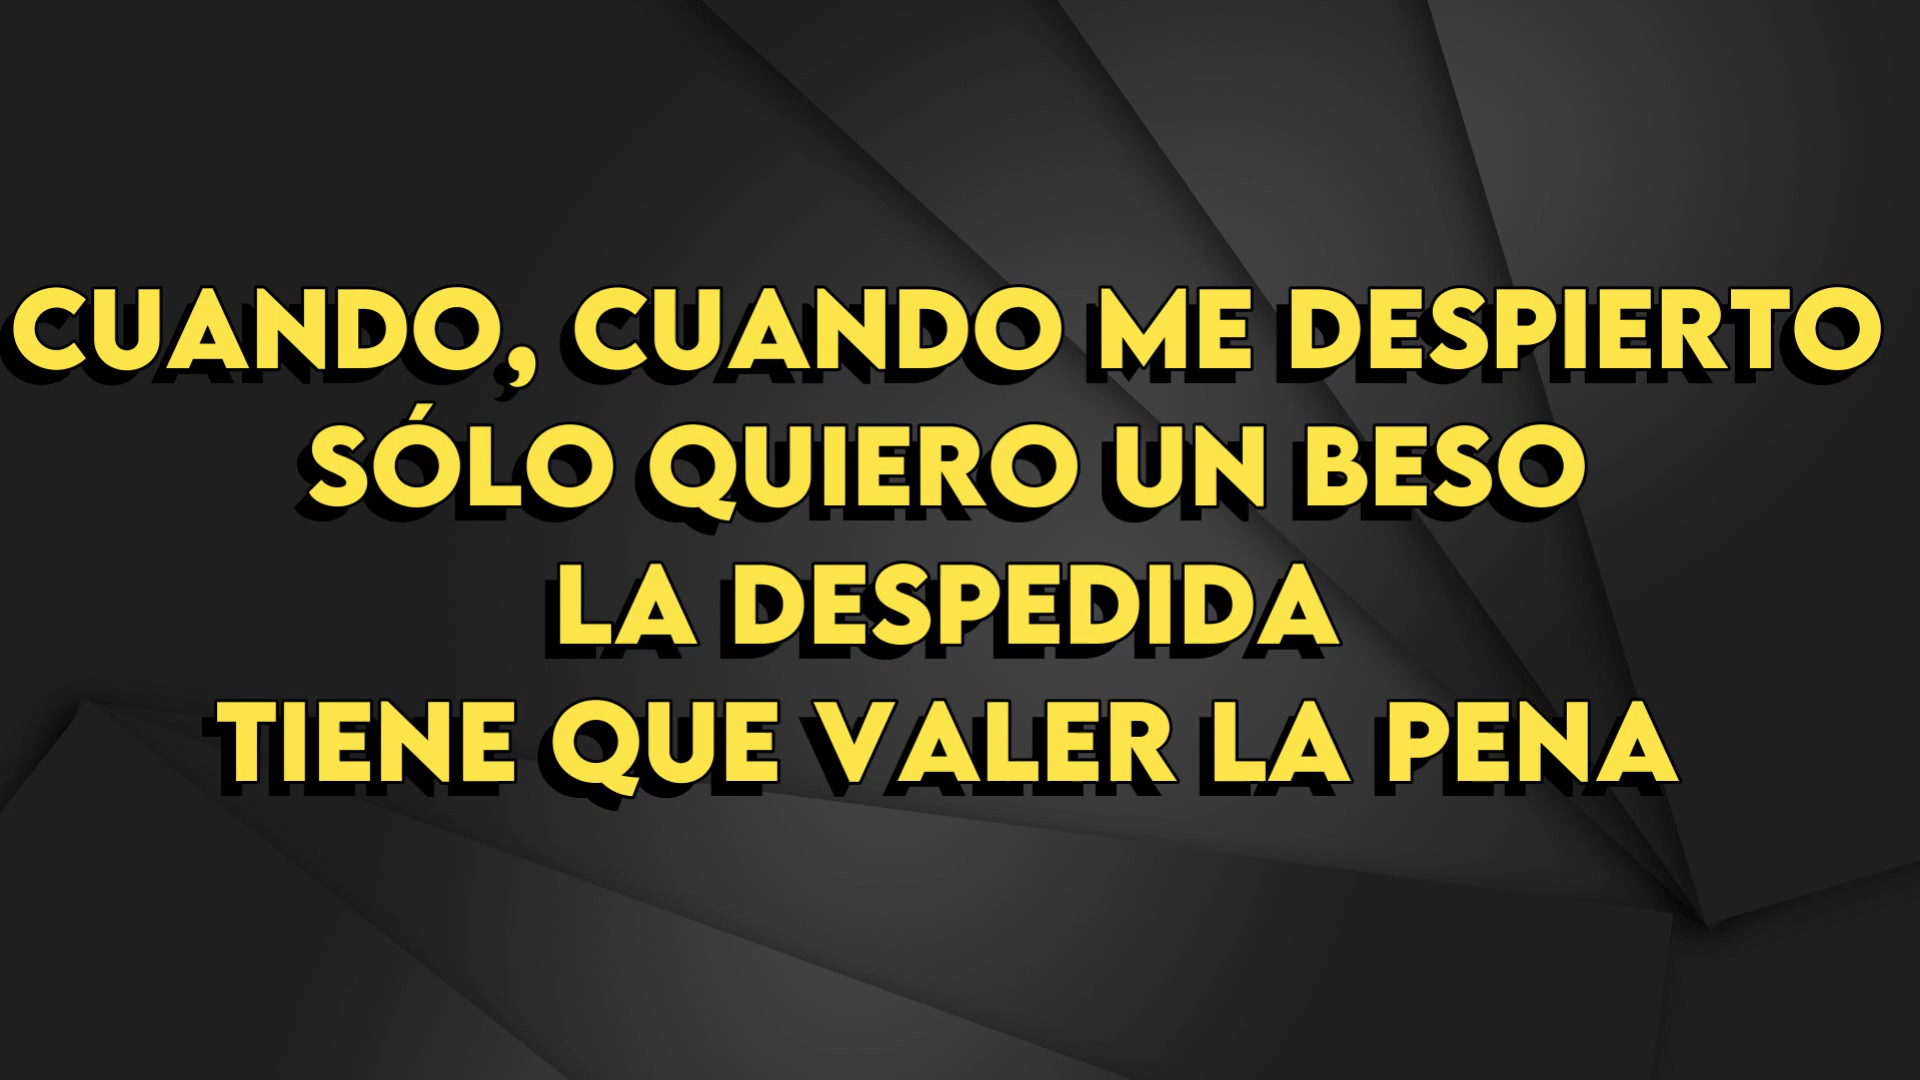 CUANDO, CUANDO ME DESPIERTO
SÓLO QUIERO UN BESO
LA DESPEDIDA
TIENE QUE VALER LA PENA